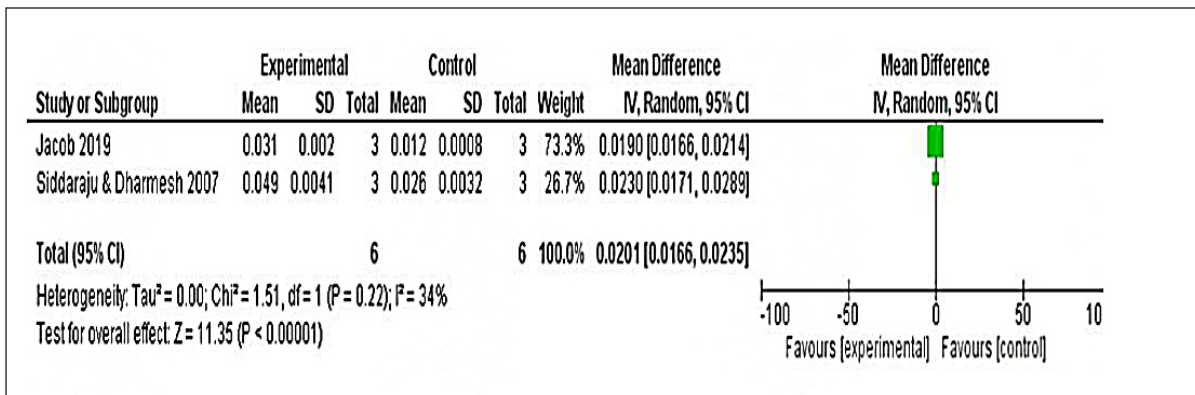 Experimental Control Mean Difference Mean Difference
Study or Subgroup Mean SD Total Mean SD Total Weight IV, Random, 95% CI IV, Random, 95% CI
Jacob 2019 0.031 0.002 3 0.012 0.0008 3 73.3% 0.0190 [0.0166, 0.0214]
Siddaraju & Dharmesh 2007 0.049 0.0041 3 0.026 0.0032 3 26.7% 0.0230 [0.0171, 0.0289]
Total (95% CI) 6 6 100.0% 0.0201 [0.0166, 0.0235]
Heterogeneity: Tau² = 0.00; Chi² = 1.51, df = 1 (P = 0.22); I² = 34%
Test for overall effect: Z = 11.35 (P < 0.00001)
-100 -50 0 50 10
Favours [experimental] Favours [control]